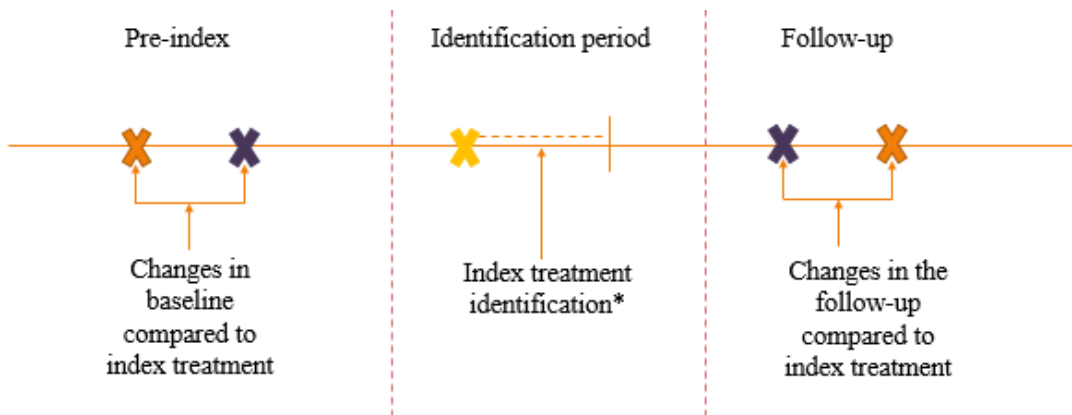 Pre-index
Identification period
Follow-up
Changes in
baseline
compared to
index treatment
Index treatment
identification*
Changes in the
follow-up
compared to
index treatment